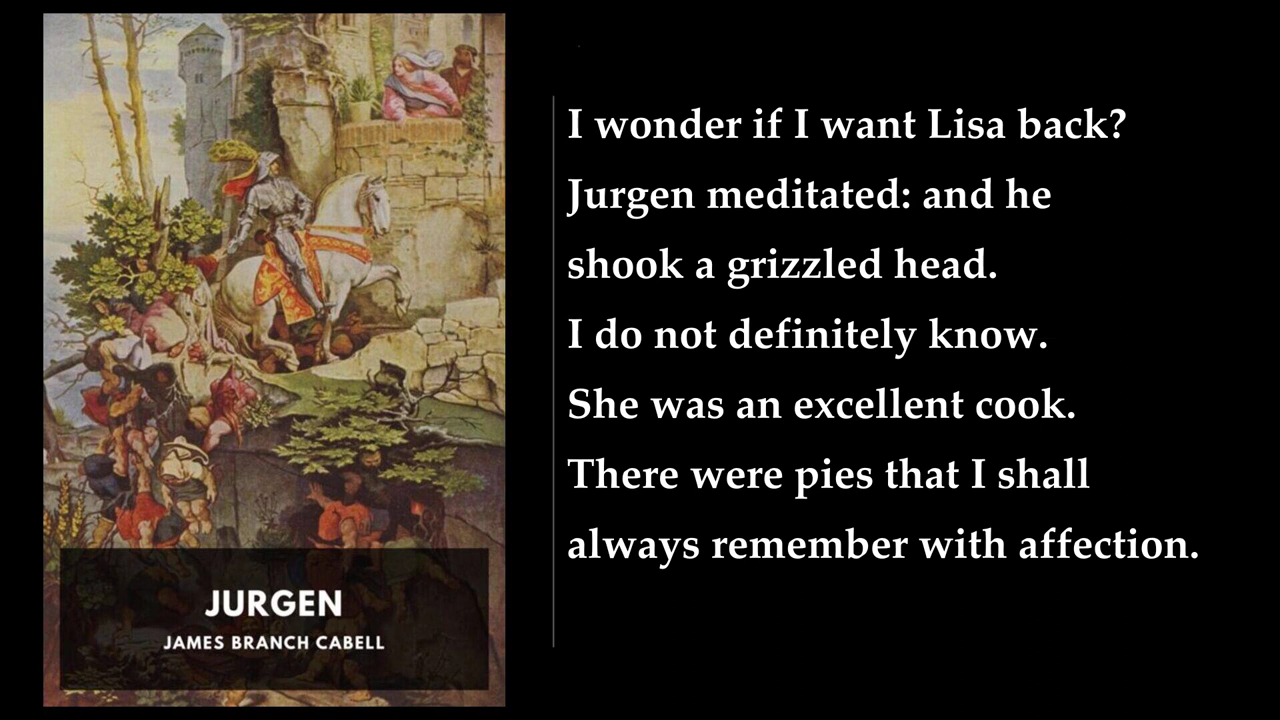 I wonder if I want Lisa back?
Jurgen meditated: and he
shook a grizzled head.
I do not definitely know.
She was an excellent cook.
There were pies that I shall
always remember with affection.
JURGEN
JAMES BRANCH CABELL